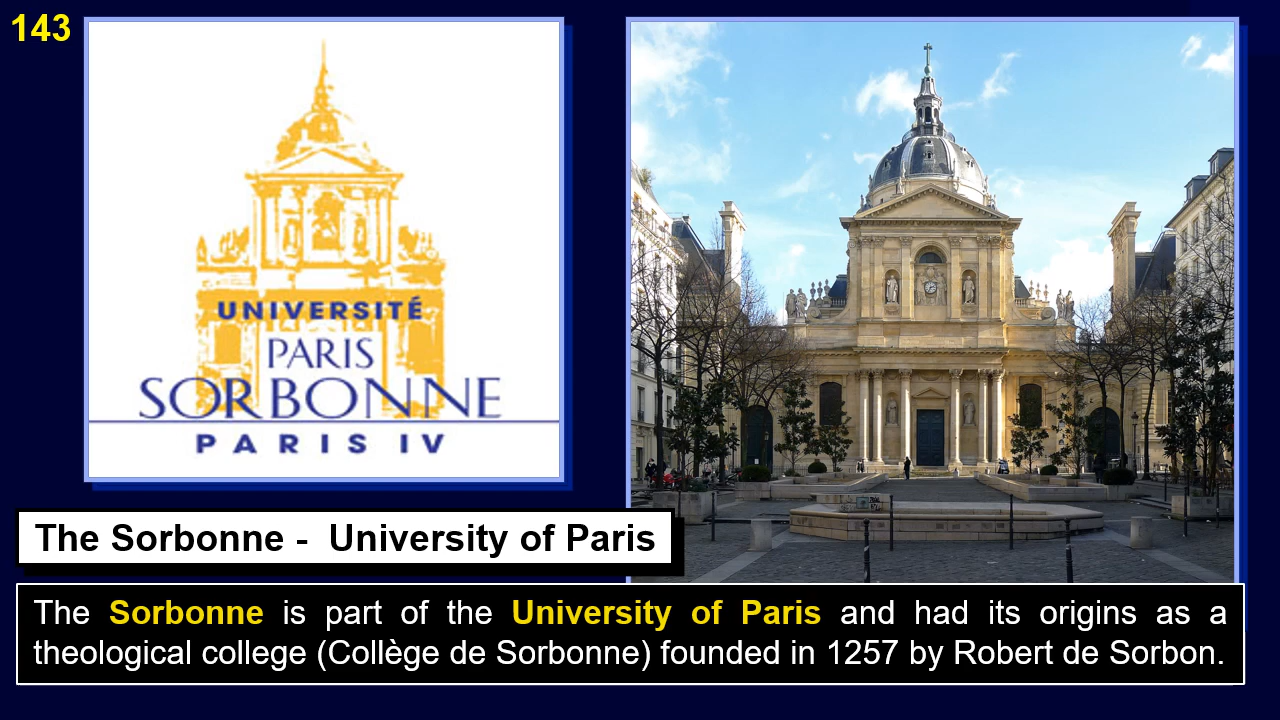 143
UNIVERSITÉ
PARIS
SORBONNE
PARIS IV
The Sorbonne - University of Paris
The Sorbonne is part of the University of Paris and had its origins as a
theological college (Collège de Sorbonne) founded in 1257 by Robert de Sorbon.